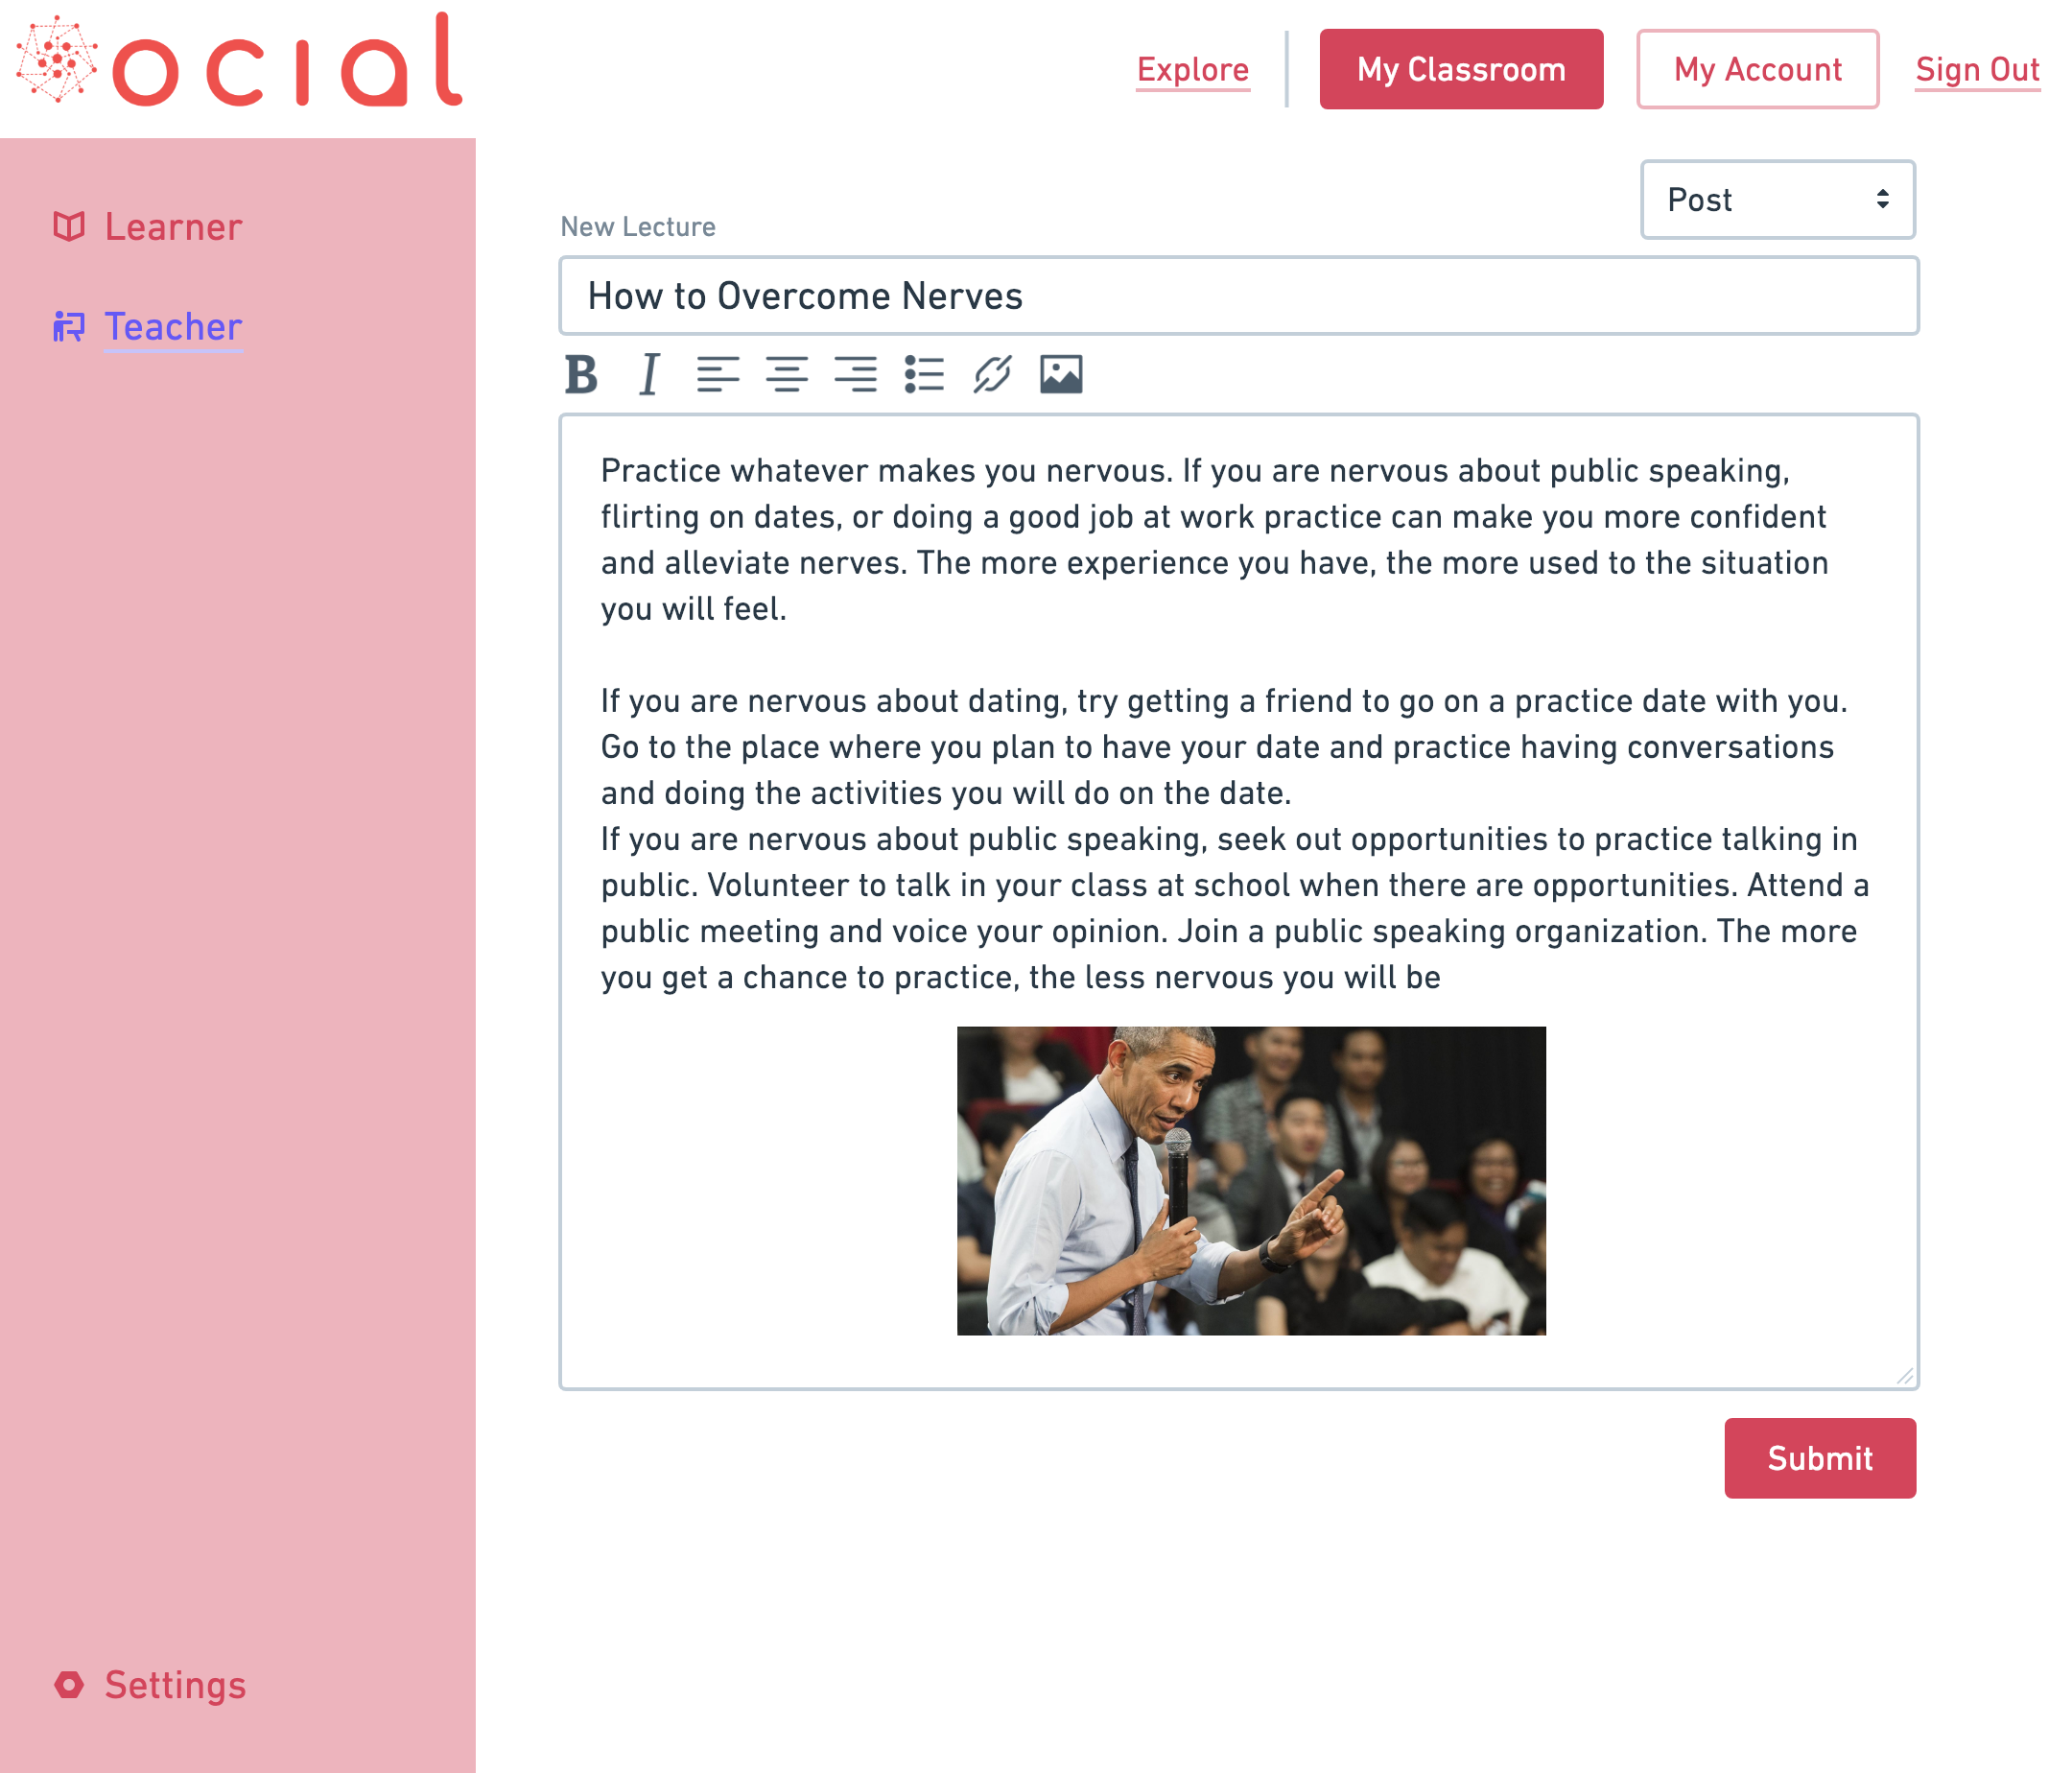 ocial
Explore
My Classroom
My Account
Sign Out
Learner
Teacher
Post
New Lecture
How to Overcome Nerves
B I
Practice whatever makes you nervous. If you are nervous about public speaking,
flirting on dates, or doing a good job at work practice can make you more confident
and alleviate nerves. The more experience you have, the more used to the situation
you will feel.
If you are nervous about dating, try getting a friend to go on a practice date with you.
Go to the place where you plan to have your date and practice having conversations
and doing the activities you will do on the date.
If you are nervous about public speaking, seek out opportunities to practice talking in
public. Volunteer to talk in your class at school when there are opportunities. Attend a
public meeting and voice your opinion. Join a public speaking organization. The more
you get a chance to practice, the less nervous you will be
Submit
Settings